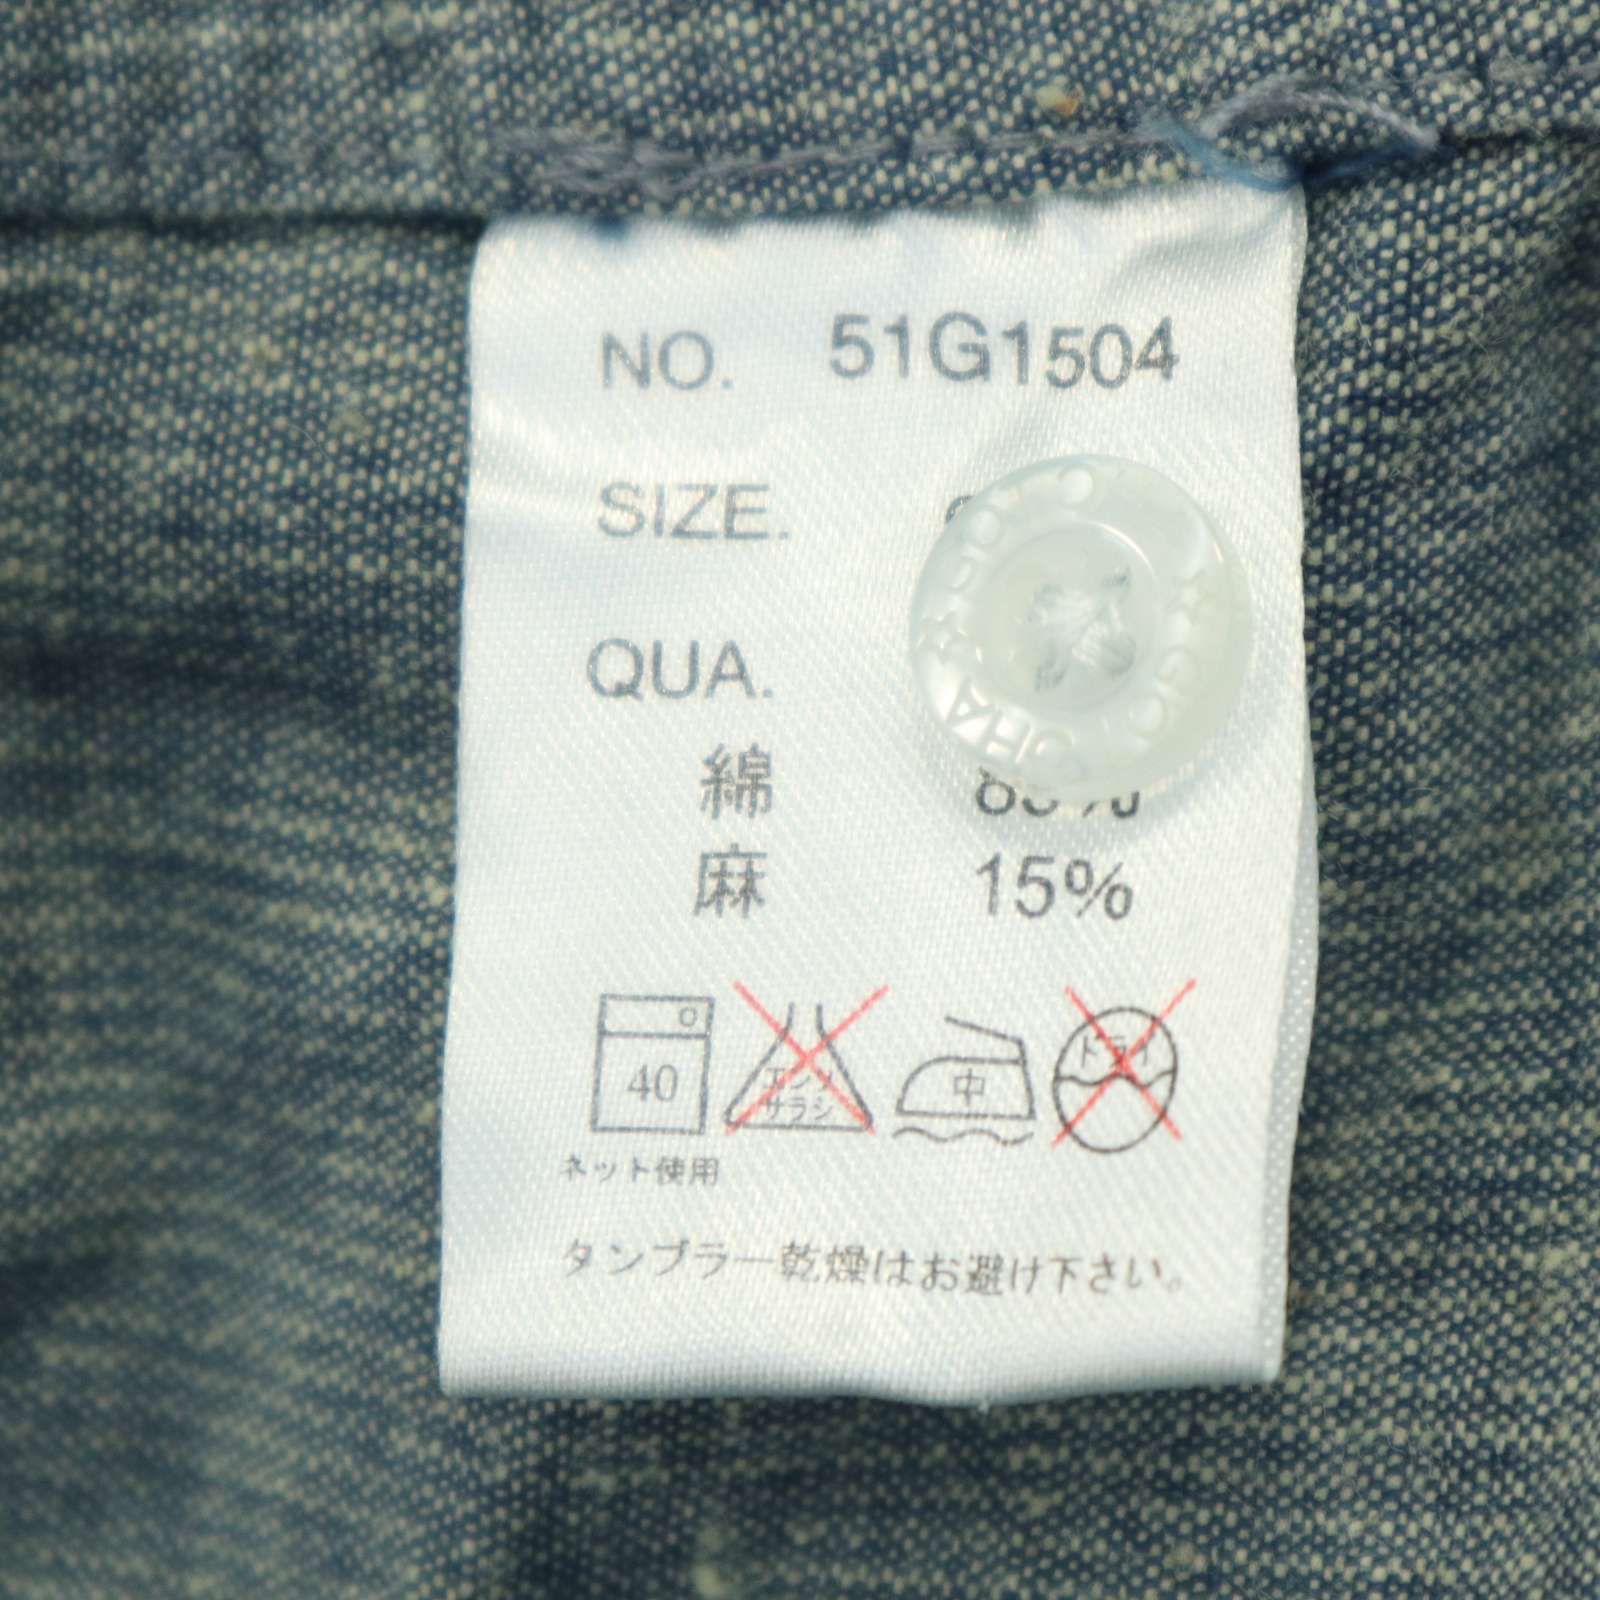 NO. 51G1504
SIZE.
QUA.
綿
麻 15%
40
エンソ
サラシ
中
ドライ
ネット使用
タンブラー乾燥はお避け下さい。